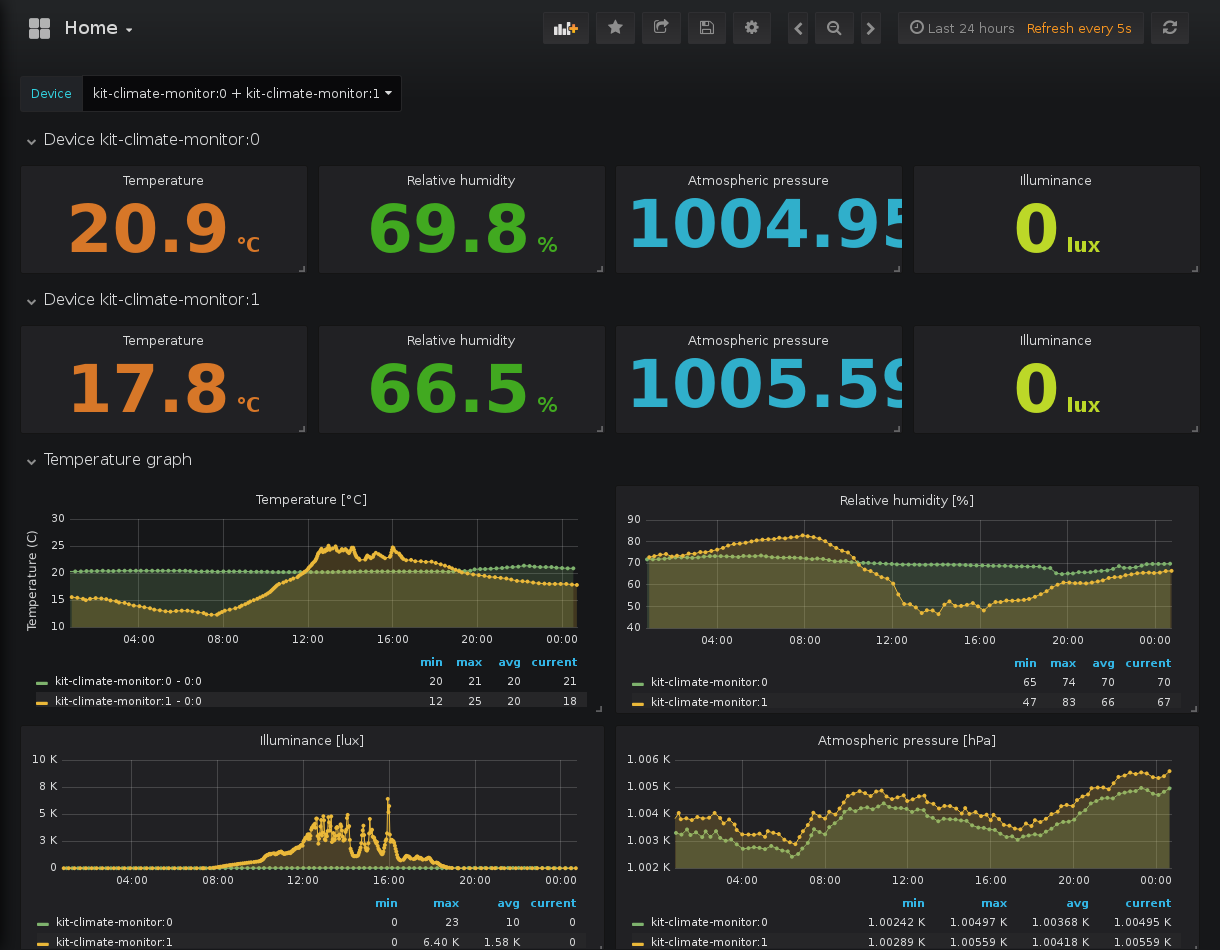 Home
Last 24 hours Refresh every 5s
Device kit-climate-monitor:0 + kit-climate-monitor:1
Device kit-climate-monitor:0
Temperature Relative humidity Atmospheric pressure Illuminance
20.9 °C 69.8 % 1004.95 0 lux
Device kit-climate-monitor:1
Temperature Relative humidity Atmospheric pressure Illuminance
17.8 °C 66.5 % 1005.59 0 lux
Temperature graph
Temperature [°C]
Temperature (C)
30
25
20
15
10
04:00 08:00 12:00 16:00 20:00 00:00
min max avg current
kit-climate-monitor:0 - 0:0 20 21 20 21
kit-climate-monitor:1 - 0:0 12 25 20 18
Relative humidity [%]
90
80
70
60
50
40
04:00 08:00 12:00 16:00 20:00 00:00
min max avg current
kit-climate-monitor:0 65 74 70 70
kit-climate-monitor:1 47 83 66 67
Illuminance [lux]
10 K
8 K
5 K
3 K
0
04:00 08:00 12:00 16:00 20:00 00:00
min max avg current
kit-climate-monitor:0 0 23 10 0
kit-climate-monitor:1 0 6.40 K 1.58 K 0
Atmospheric pressure [hPa]
1.006 K
1.005 K
1.004 K
1.003 K
1.002 K
04:00 08:00 12:00 16:00 20:00 00:00
min max avg current
kit-climate-monitor:0 1.00242 K 1.00497 K 1.00368 K 1.00495 K
kit-climate-monitor:1 1.00289 K 1.00559 K 1.00418 K 1.00559 K